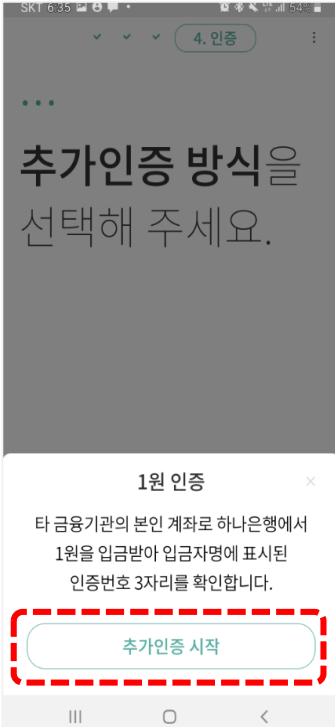 SKT 6:35
54%
4. 인증
추가인증 방식을
선택해 주세요.
1원 인증
타 금융기관의 본인 계좌로 하나은행에서
1원을 입금받아 입금자명에 표시된
인증번호 3자리를 확인합니다.
추가인증 시작